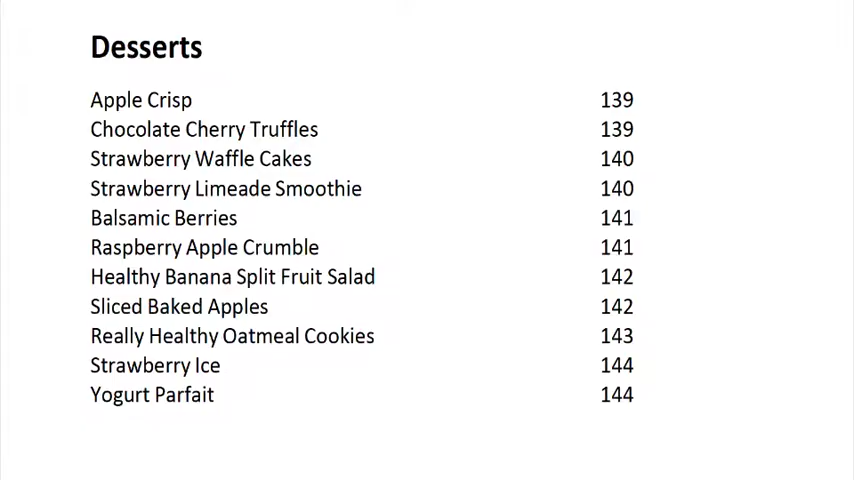 Desserts
Apple Crisp 139
Chocolate Cherry Truffles 139
Strawberry Waffle Cakes 140
Strawberry Limeade Smoothie 140
Balsamic Berries 141
Raspberry Apple Crumble 141
Healthy Banana Split Fruit Salad 142
Sliced Baked Apples 142
Really Healthy Oatmeal Cookies 143
Strawberry Ice 144
Yogurt Parfait 144